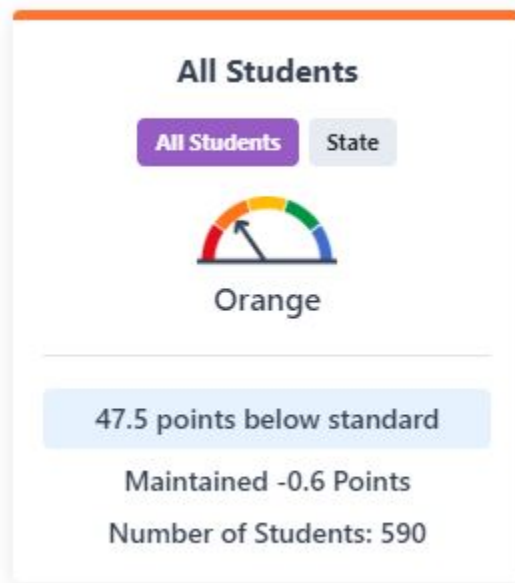 All Students
All Students State
Orange
47.5 points below standard
Maintained -0.6 Points
Number of Students: 590